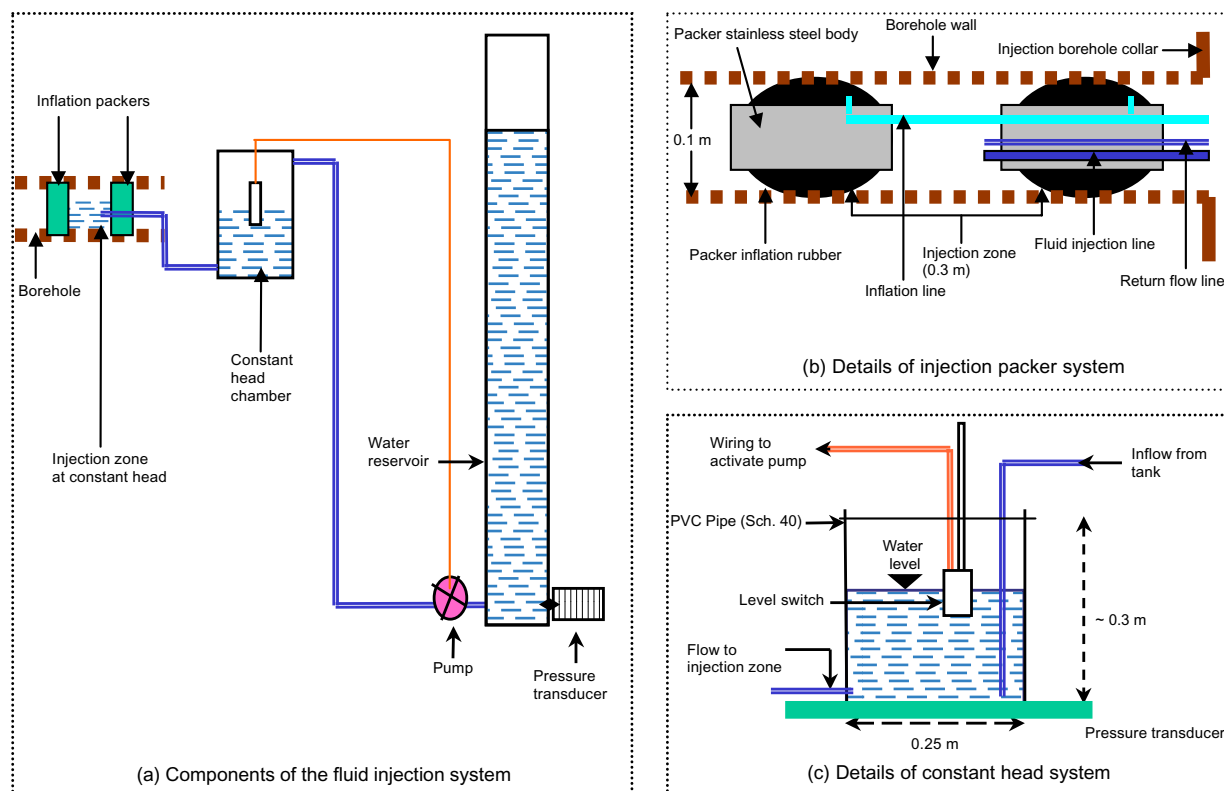 Inflation packers
Borehole
Injection zone
at constant head
Constant
head
chamber
Water
reservoir
Pump
Pressure
transducer
(a) Components of the fluid injection system
Packer stainless steel body
Borehole wall
Injection borehole collar
0.1 m
Packer inflation rubber
Injection zone
(0.3 m)
Inflation line
Fluid injection line
Return flow line
(b) Details of injection packer system
Wiring to
activate pump
Inflow from
tank
PVC Pipe (Sch. 40)
Water
level
Level switch
~ 0.3 m
Flow to
injection zone
0.25 m
Pressure transducer
(c) Details of constant head system